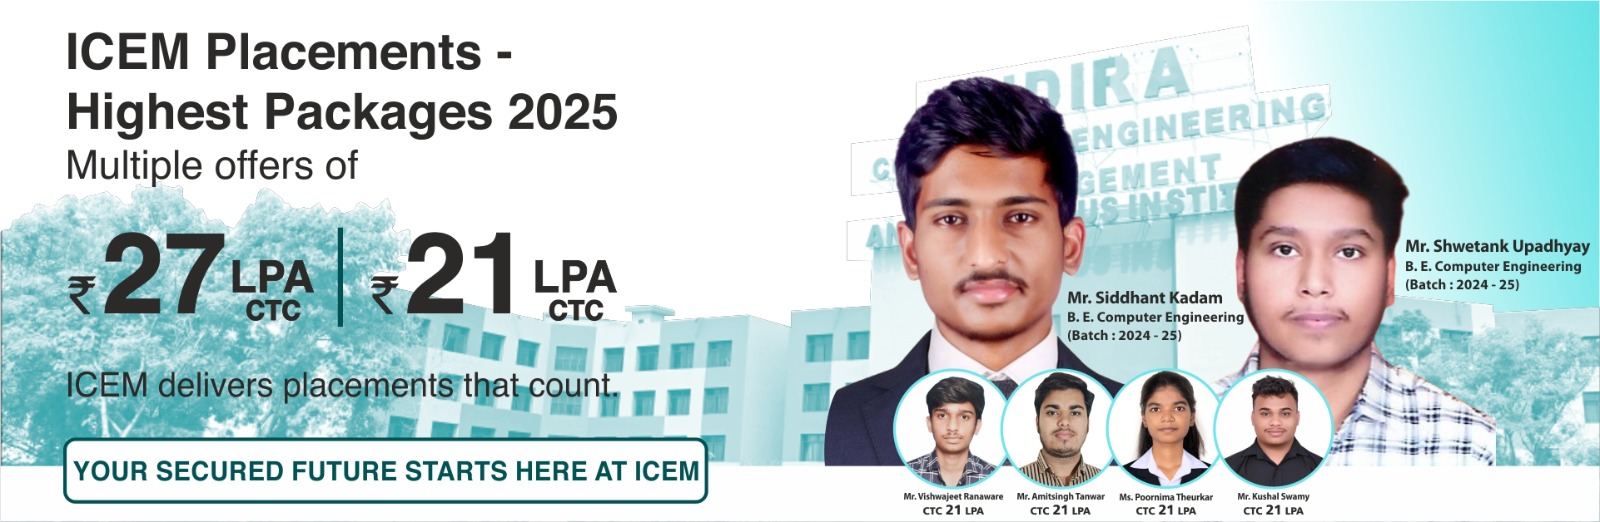 ICEM Placements -
Highest Packages 2025
Multiple offers of
₹27 LPA CTC | ₹21 LPA CTC
ICEM delivers placements that count.
YOUR SECURED FUTURE STARTS HERE AT ICEM
DIRA
ENGINEERING
GEMENT
US INSTIT
Mr. Siddhant Kadam
B. E. Computer Engineering
(Batch : 2024 - 25)
Mr. Shwetank Upadhyay
B. E. Computer Engineering
(Batch : 2024 - 25)
Mr. Vishwajeet Ranaware
CTC 21 LPA
Mr. Amitsingh Tanwar
CTC 21 LPA
Ms. Poornima Theurkar
CTC 21 LPA
Mr. Kushal Swamy
CTC 21 LPA